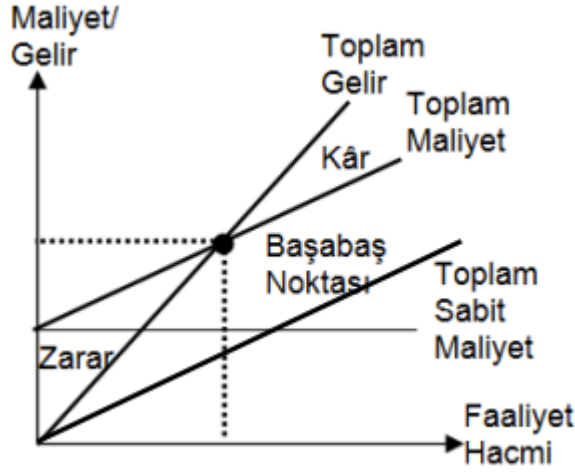 Maliyet/
Gelir
Toplam
Gelir
Toplam
Maliyet
Kâr
Başabaş
Noktası
Toplam
Sabit
Maliyet
Zarar
Faaliyet
Hacmi